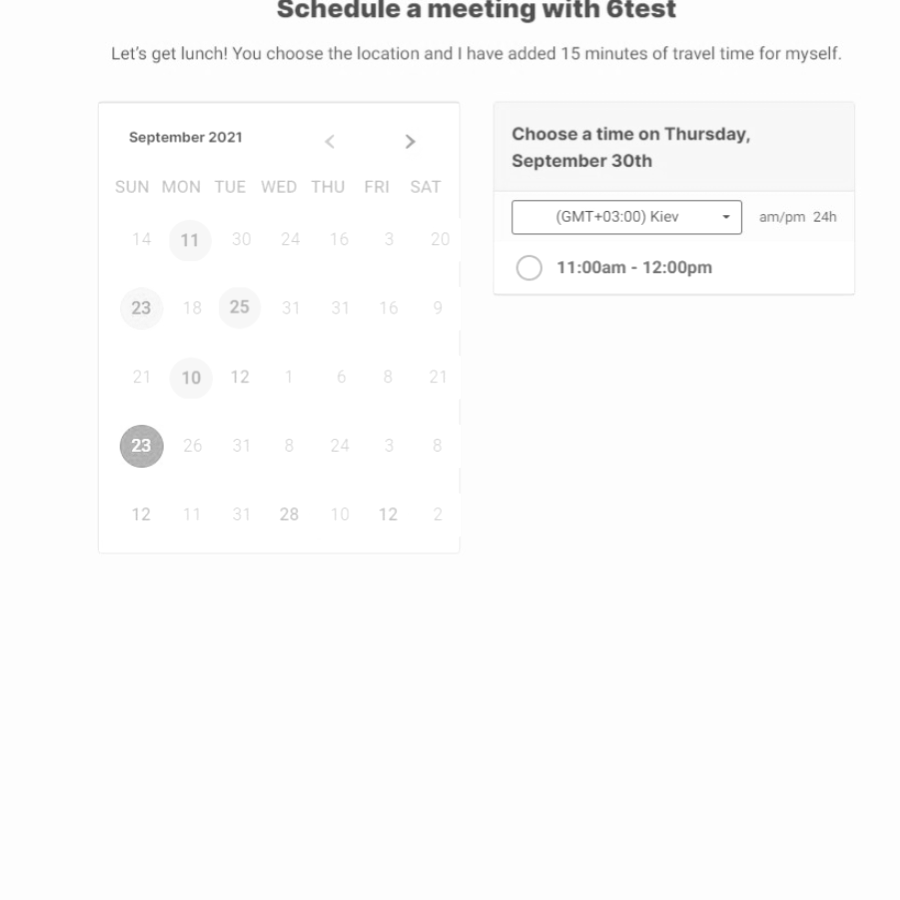 Schedule a meeting with 6test
Let's get lunch! You choose the location and I have added 15 minutes of travel time for myself.
September 2021
SUN MON TUE WED THU FRI SAT
14 11 30 24 16 3 20
23 18 25 31 31 16 9
21 10 12 1 6 8 21
23 26 31 8 24 3 8
12 11 31 28 10 12 2
Choose a time on Thursday,
September 30th
(GMT+03:00) Kiev am/pm 24h
11:00am - 12:00pm